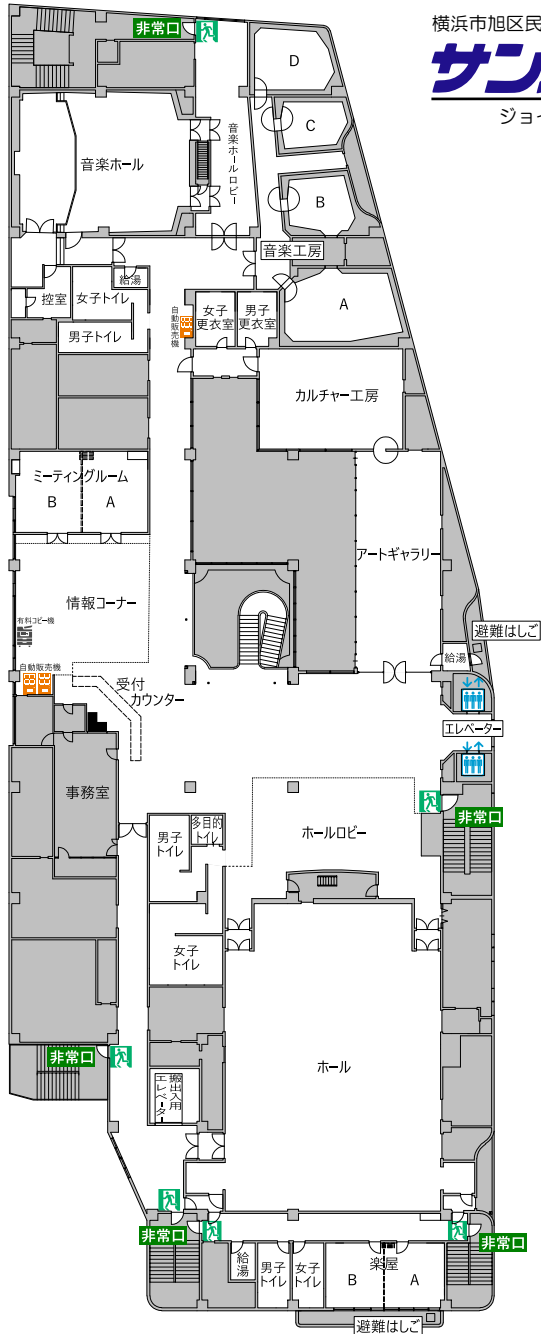 横浜市旭区民
サン
ジョイ
非常口
D
C
B
A
音楽ホール
音楽ホールロビー
音楽工房
控室
女子トイレ
給湯
男子トイレ
自動販売機
女子
更衣室
男子
更衣室
カルチャー工房
ミーティングルーム
B
A
アートギャラリー
情報コーナー
有料コピー機
自動販売機
受付
カウンター
給湯
避難はしご
エレベーター
事務室
非常口
男子
トイレ
多目的
トイレ
ホールロビー
女子
トイレ
ホール
非常口
搬出入用
エレベーター
非常口
非常口
給湯
男子
トイレ
女子
トイレ
楽屋
B
A
避難はしご